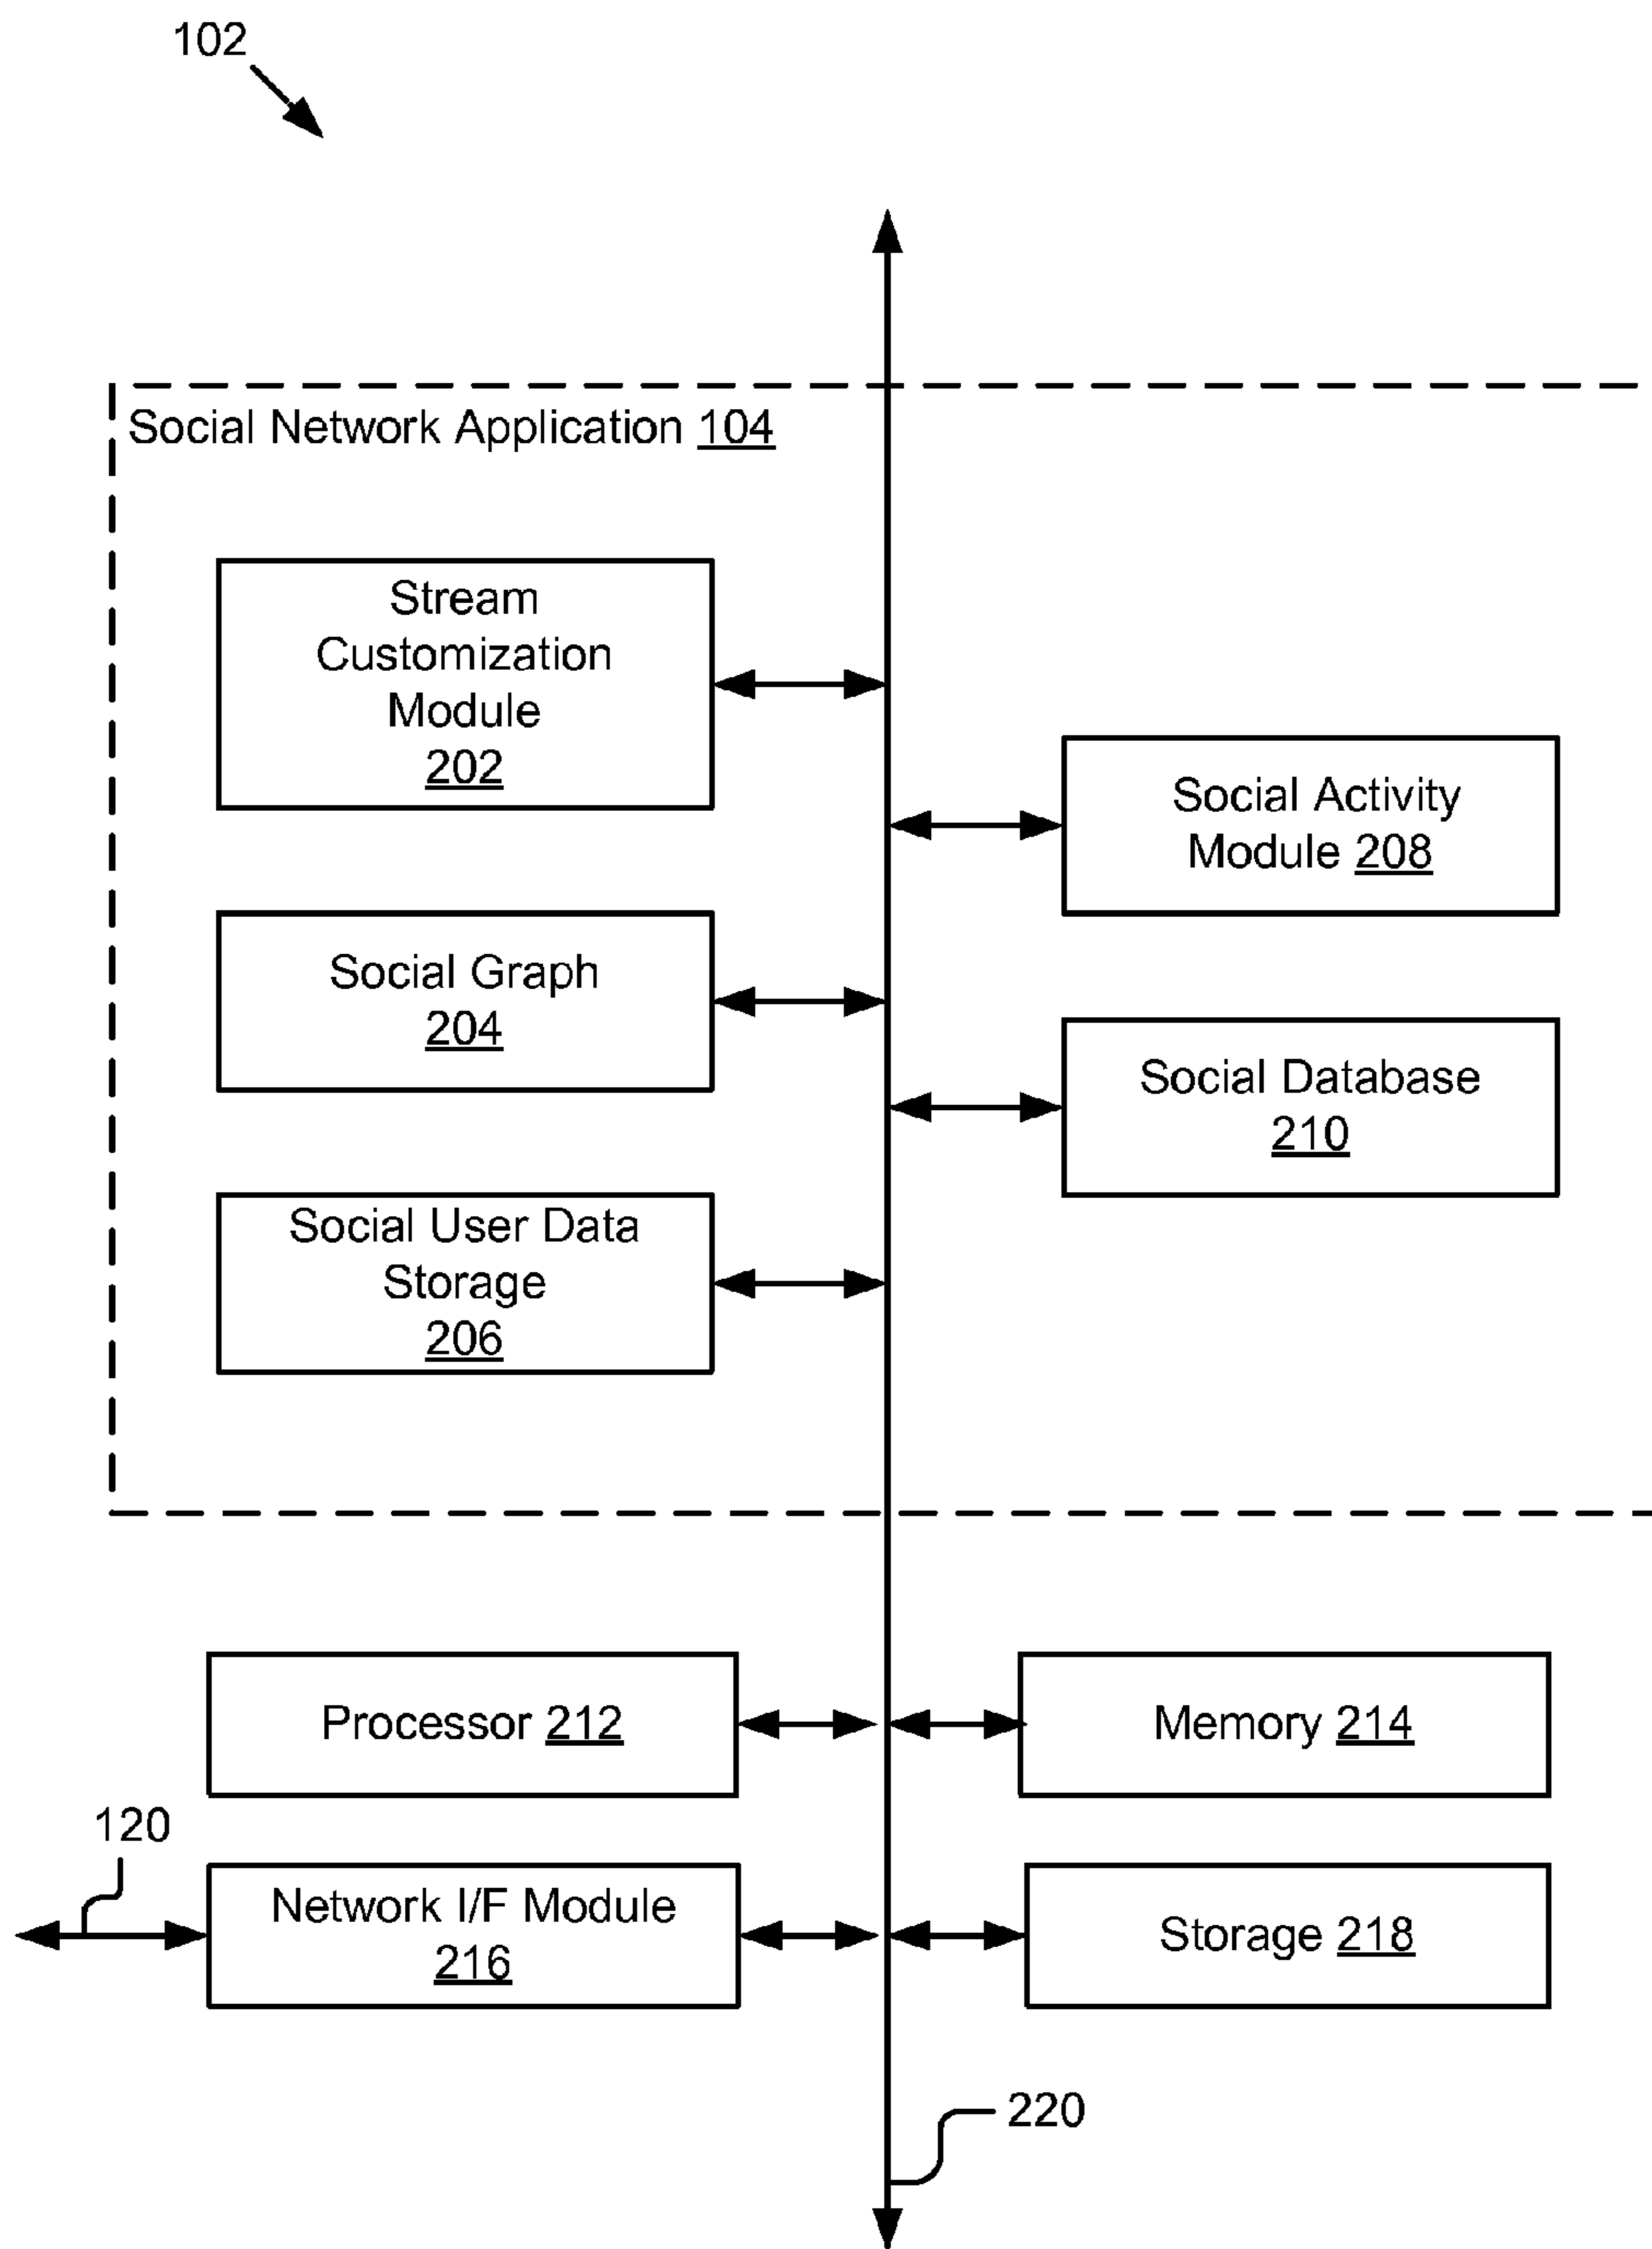 102
Social Network Application 104
Stream
Customization
Module
202
Social Activity
Module 208
Social Graph
204
Social Database
210
Social User Data
Storage
206
Processor 212
Memory 214
120
Network I/F Module
216
Storage 218
220